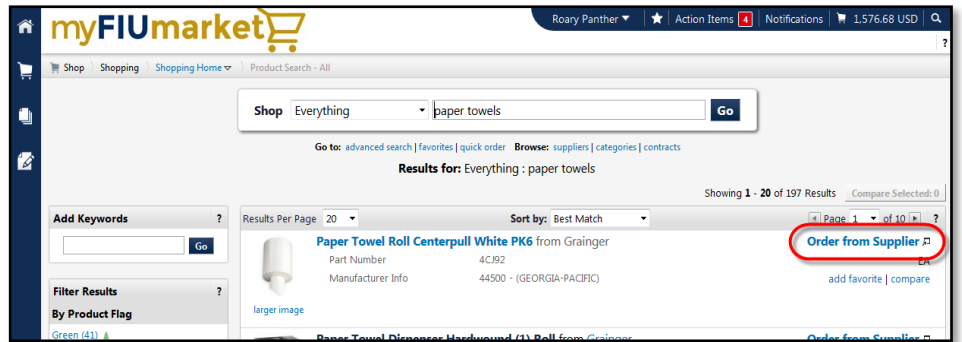 myFIUmarket
Roary Panther ▼ ★ Action Items 4 Notifications 1,576.68 USD
?
Shop Shopping Shopping Home Product Search - All
Shop Everything paper towels Go
Go to: advanced search | favorites | quick order Browse: suppliers | categories | contracts
Results for: Everything : paper towels
Showing 1 - 20 of 197 Results Compare Selected: 0
Add Keywords ?
Go
Filter Results ?
By Product Flag
Green (41)
Results Per Page 20 Sort by: Best Match Page 1 of 10 ?
Paper Towel Roll Centerpull White PK6 from Grainger Order from Supplier
Part Number 4CJ92 EA
Manufacturer Info 44500 - (GEORGIA-PACIFIC) add favorite | compare
larger image
Paper Towel Dispenser Hardwound (1) Roll from Grainger Order from Supplier